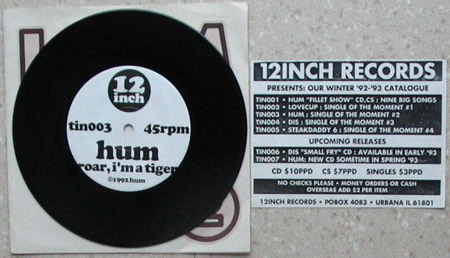 12
inch
tin003 45rpm
hum
roar, i'm a tiger
©1992 hum
12INCH RECORDS
PRESENTS: OUR WINTER '92-'93 CATALOGUE
TIN001 • HUM "FILLET SHOW" CD,CS : NINE BIG SONGS
TIN002 • LOVECUP : SINGLE OF THE MOMENT #1
TIN003 • HUM : SINGLE OF THE MOMENT #2
TIN004 • DIS : SINGLE OF THE MOMENT #3
TIN005 • STEAKDADDY 6 : SINGLE OF THE MOMENT #4
UPCOMING RELEASES
TIN006 • DIS "SMALL FRY" CD : AVAILABLE IN EARLY '93
TIN007 • HUM: NEW CD SOMETIME IN SPRING '93
CD $10PPD CS $7PPD SINGLES $3PPD
NO CHECKS PLEASE • MONEY ORDERS OR CASH
OVERSEAS ADD $2 PER ITEM
12INCH RECORDS • POBOX 4083 • URBANA IL 61801